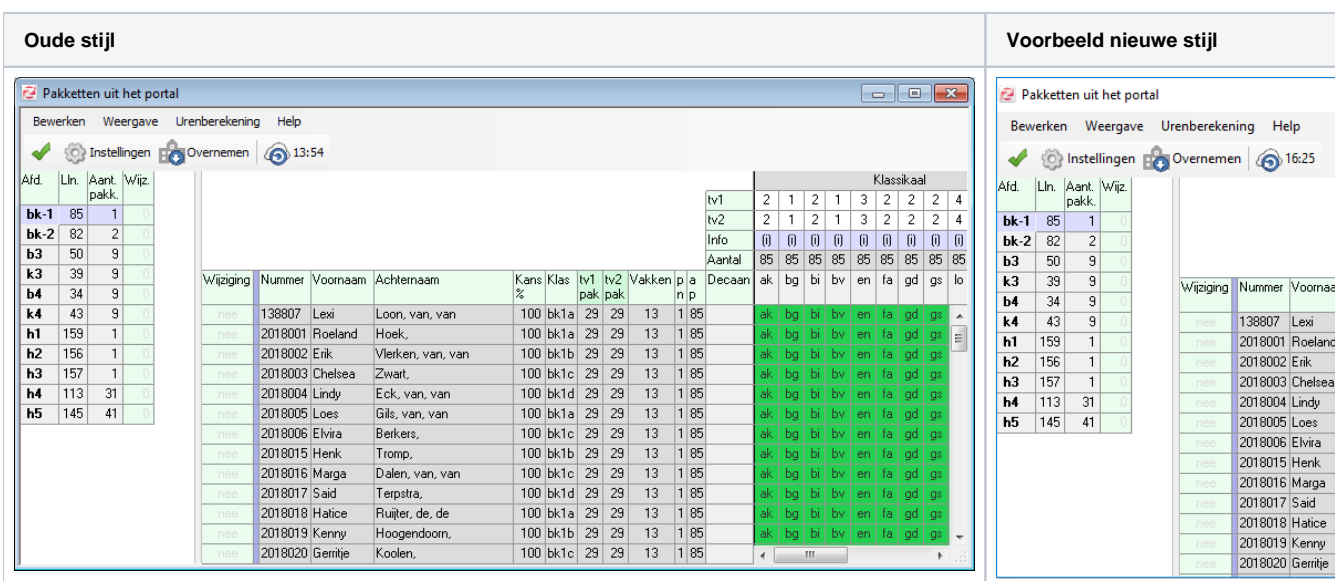 Oude stijl
Voorbeeld nieuwe stijl
Pakketten uit het portal
Bewerken Weergave Urenberekening Help
Instellingen Overnemen 13:54
Afd. Lln. Aant. pakk. Wijz.
bk-1 85 1 0
bk-2 82 2 0
b3 50 9 0
k3 39 9 0
b4 34 9 0
k4 43 9 0
h1 159 1 0
h2 156 1 0
h3 157 1 0
h4 113 31 0
h5 145 41 0
Klassikaal
tv1 2 1 2 1 3 2 2 2 4
tv2 2 1 2 1 3 2 2 2 4
Info (i) (i) (i) (i) (i) (i) (i) (i) (i)
Aantal 85 85 85 85 85 85 85 85 85
Wijziging Nummer Voornaam Achternaam Kans % Klas tv1 pak tv2 pak Vakken p n a p Decaan ak bg bi bv en fa gd gs lo
nee 138807 Lexi Loon, van, van 100 bk1a 29 29 13 1 85 ak bg bi bv en fa gd gs
nee 2018001 Roeland Hoek, 100 bk1a 29 29 13 1 85 ak bg bi bv en fa gd gs
nee 2018002 Erik Vlerken, van, van 100 bk1b 29 29 13 1 85 ak bg bi bv en fa gd gs
nee 2018003 Chelsea Zwart, 100 bk1c 29 29 13 1 85 ak bg bi bv en fa gd gs
nee 2018004 Lindy Eck, van, van 100 bk1d 29 29 13 1 85 ak bg bi bv en fa gd gs
nee 2018005 Loes Gils, van, van 100 bk1a 29 29 13 1 85 ak bg bi bv en fa gd gs
nee 2018006 Elvira Berkers, 100 bk1c 29 29 13 1 85 ak bg bi bv en fa gd gs
nee 2018015 Henk Tromp, 100 bk1b 29 29 13 1 85 ak bg bi bv en fa gd gs
nee 2018016 Marga Dalen, van, van 100 bk1c 29 29 13 1 85 ak bg bi bv en fa gd gs
nee 2018017 Said Terpstra, 100 bk1d 29 29 13 1 85 ak bg bi bv en fa gd gs
nee 2018018 Hatice Ruijter, de, de 100 bk1a 29 29 13 1 85 ak bg bi bv en fa gd gs
nee 2018019 Kenny Hoogendoorn, 100 bk1b 29 29 13 1 85 ak bg bi bv en fa gd gs
nee 2018020 Gerritje Koolen, 100 bk1c 29 29 13 1 85
Pakketten uit het portal
Bewerken Weergave Urenberekening Help
Instellingen Overnemen 16:25
Afd. Lln. Aant. pakk. Wijz.
bk-1 85 1 0
bk-2 82 2 0
b3 50 9 0
k3 39 9 0
b4 34 9 0
k4 43 9 0
h1 159 1 0
h2 156 1 0
h3 157 1 0
h4 113 31 0
h5 145 41 0
Wijziging Nummer Voornaa
nee 138807 Lexi
nee 2018001 Roeland
nee 2018002 Erik
nee 2018003 Chelsea
nee 2018004 Lindy
nee 2018005 Loes
nee 2018006 Elvira
nee 2018015 Henk
nee 2018016 Marga
nee 2018017 Said
nee 2018018 Hatice
nee 2018019 Kenny
nee 2018020 Gerritje